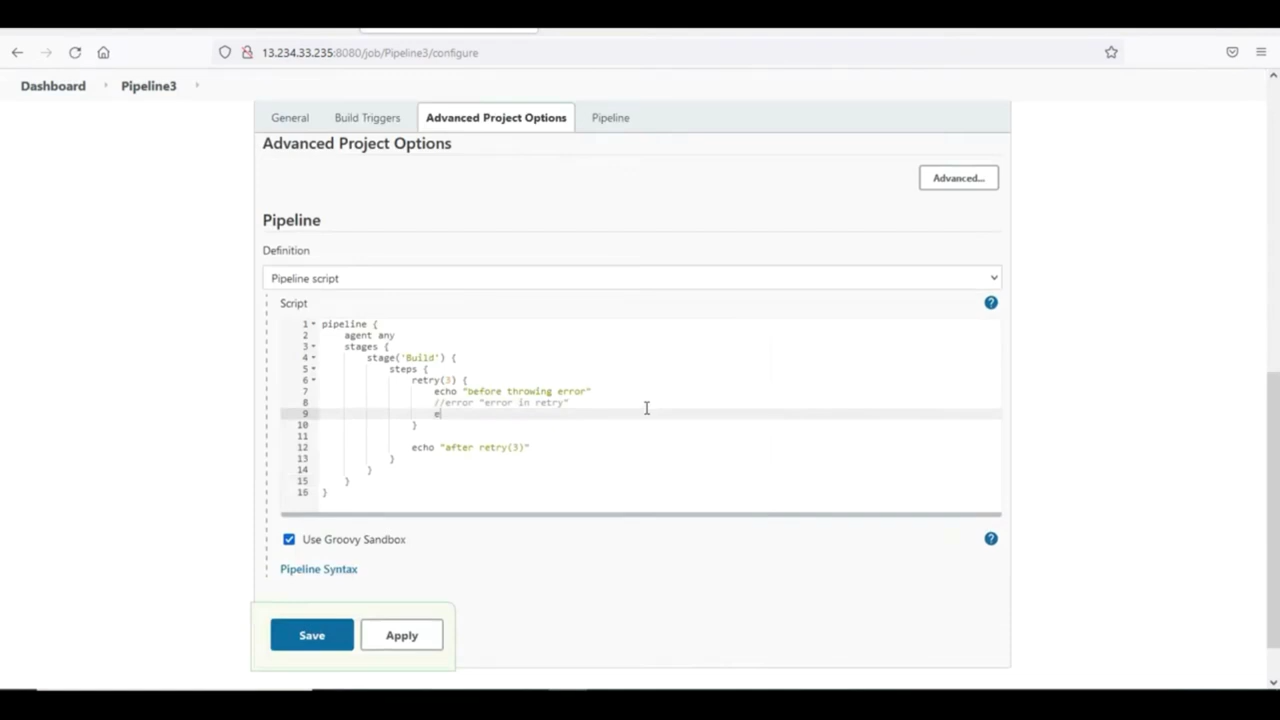 13.234.33.235:8080/job/Pipeline3/configure
Dashboard Pipeline3
General Build Triggers Advanced Project Options Pipeline
Advanced Project Options
Advanced...
Pipeline
Definition
Pipeline script
Script
?
1 pipeline {
2 agent any
3 stages {
4 stage('Build') {
5 steps {
6 retry(3) {
7 echo "before throwing error"
8 //error "error in retry"
9 e
10 }
11
12 echo "after retry(3)"
13 }
14 }
15 }
16 }
Use Groovy Sandbox
?
Pipeline Syntax
Save Apply